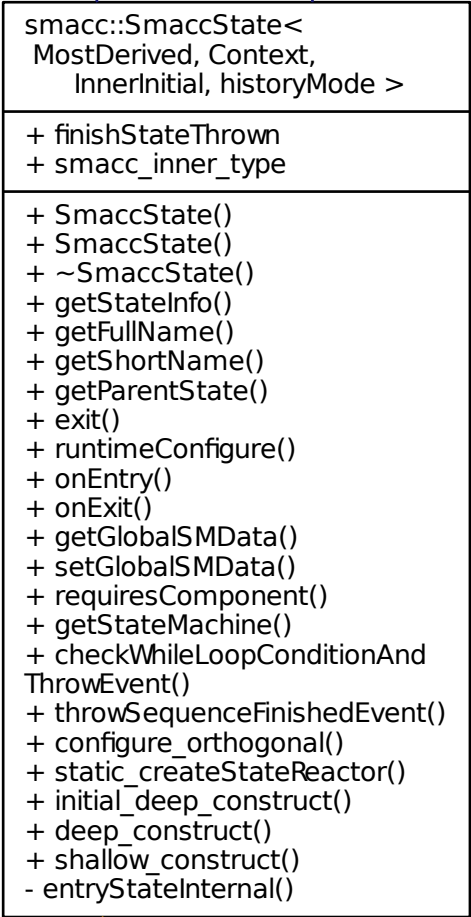 smacc::SmaccState<
MostDerived, Context,
InnerInitial, historyMode >
+ finishStateThrown
+ smacc_inner_type
+ SmaccState()
+ SmaccState()
+ ~SmaccState()
+ getStateInfo()
+ getFullName()
+ getShortName()
+ getParentState()
+ exit()
+ runtimeConfigure()
+ onEntry()
+ onExit()
+ getGlobalSMData()
+ setGlobalSMData()
+ requiresComponent()
+ getStateMachine()
+ checkWhileLoopConditionAnd
ThrowEvent()
+ throwSequenceFinishedEvent()
+ configure_orthogonal()
+ static_createStateReactor()
+ initial_deep_construct()
+ deep_construct()
+ shallow_construct()
- entryStateInternal()